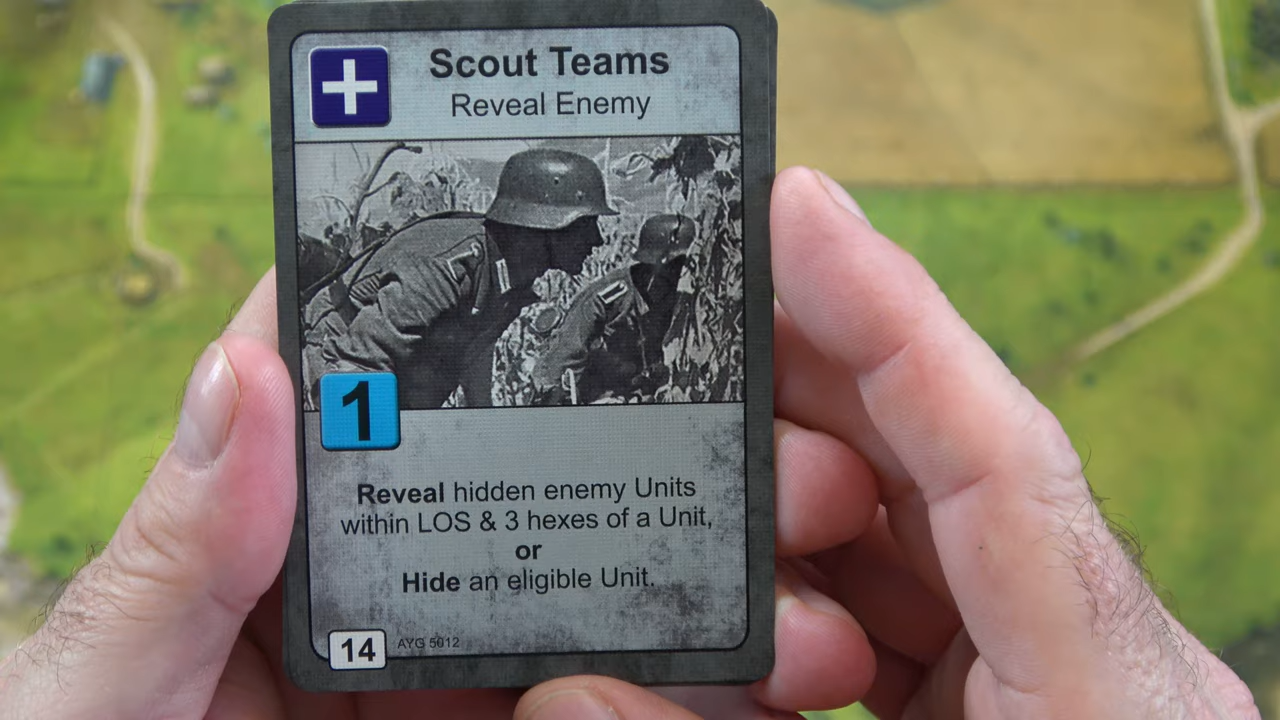 Scout Teams
Reveal Enemy
1
Reveal hidden enemy Units
within LOS & 3 hexes of a Unit,
or
Hide an eligible Unit.
14 AYG 5012